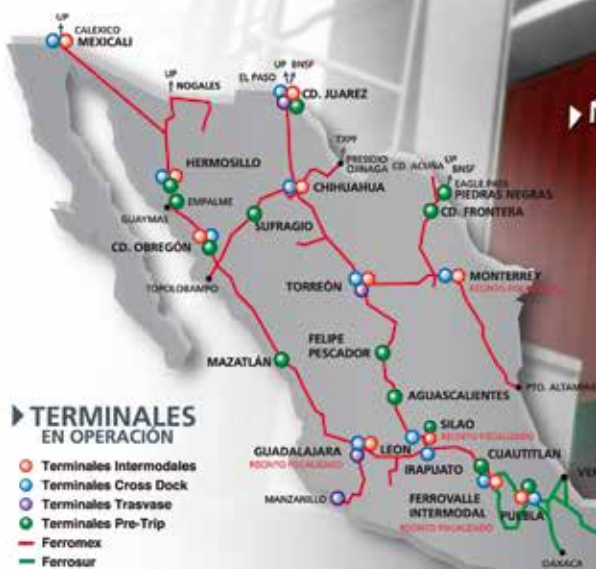 UP
CALEXICO
MEXICALI
UP
NOGALES
UP BNSF
EL PASO
CD. JUAREZ
TXPF
PRESIDIO
OJINAGA
CD. ACUÑA
UP
BNSF
EAGLE PASS
PIEDRAS NEGRAS
CD. FRONTERA
HERMOSILLO
EMPALME
GUAYMAS
CHIHUAHUA
SUFRAGIO
CD. OBREGÓN
TOPOLOBAMPO
TORREÓN
MONTERREY
RECINTO FISCALIZADO
FELIPE
PESCADOR
MAZATLÁN
AGUASCALIENTES
PTO. ALTAMIRA
SILAO
RECINTO FISCALIZADO
GUADALAJARA
RECINTO FISCALIZADO
LEON
IRAPUATO
CUAUTITLAN
MANZANILLO
FERROVALLE
INTERMODAL
RECINTO FISCALIZADO
PUEBLA
OAXACA
TERMINALES
EN OPERACIÓN
Terminales Intermodales
Terminales Cross Dock
Terminales Trasvase
Terminales Pre-Trip
Ferromex
Ferrosur